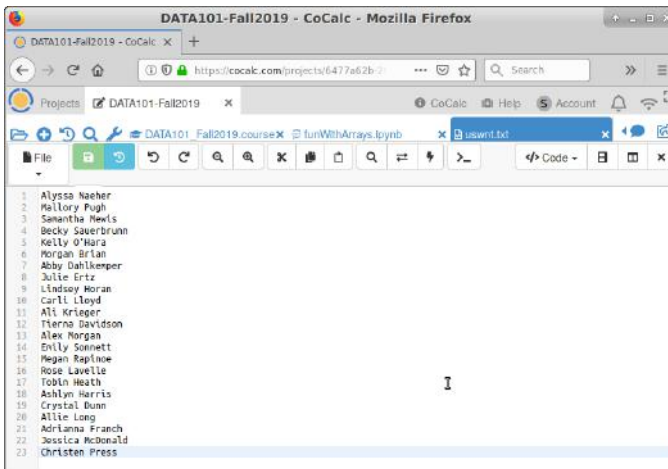 DATA101-Fall2019 - CoCalc - Mozilla Firefox
DATA101-Fall2019 - CoCalc × +
https://cocalc.com/projects/6477a62b-2 Search
Projects DATA101-Fall2019 × CoCalc Help Account
DATA101_Fall2019.course× funWithArrays.ipynb × uswnt.txt ×
File Code
1 Alyssa Naeher
2 Mallory Pugh
3 Samantha Mewis
4 Becky Sauerbrunn
5 Kelly O'Hara
6 Morgan Brian
7 Abby Dahlkemper
8 Julie Ertz
9 Lindsey Horan
10 Carli Lloyd
11 Ali Krieger
12 Tierna Davidson
13 Alex Morgan
14 Emily Sonnett
15 Megan Rapinoe
16 Rose Lavelle
17 Tobin Heath
18 Ashlyn Harris
19 Crystal Dunn
20 Allie Long
21 Adrianna Franch
22 Jessica McDonald
23 Christen Press